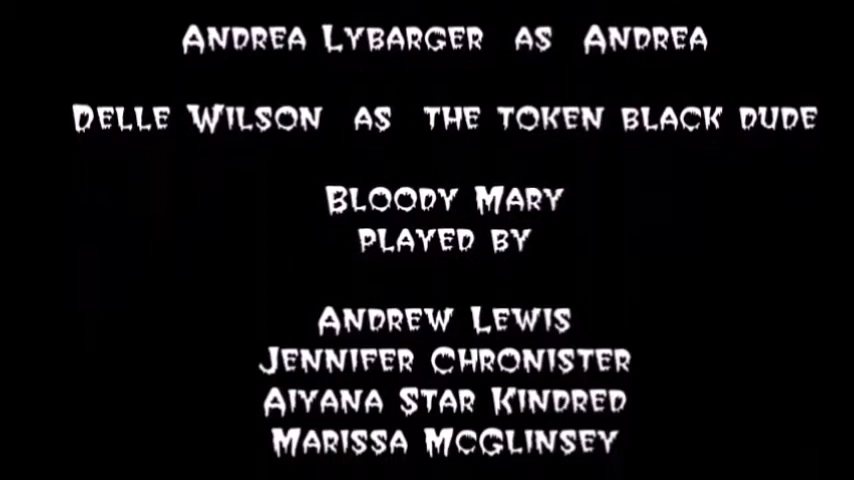 Andrea Lybarger as Andrea
Delle Wilson as the token black dude
Bloody Mary
played by
Andrew Lewis
Jennifer Chronister
Aiyana Star Kindred
Marissa McGlinsey